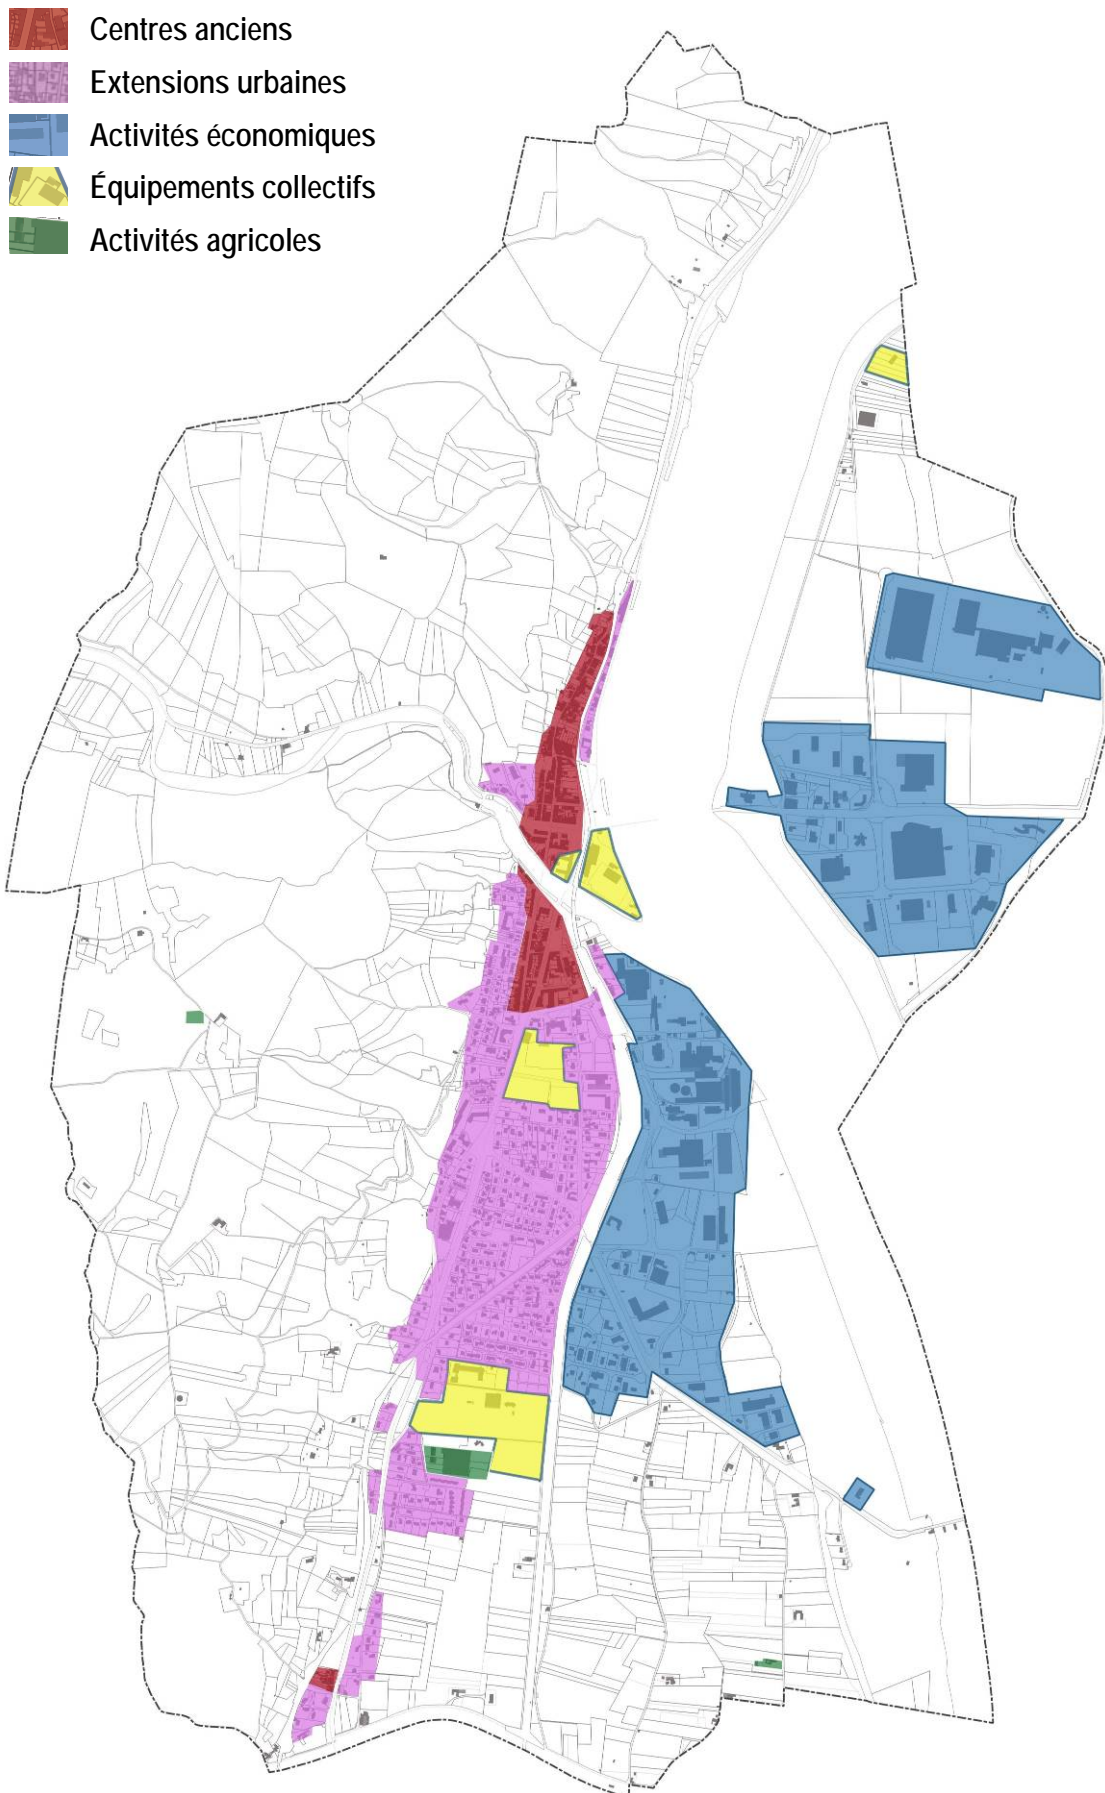 Centres anciens
Extensions urbaines
Activités économiques
Équipements collectifs
Activités agricoles